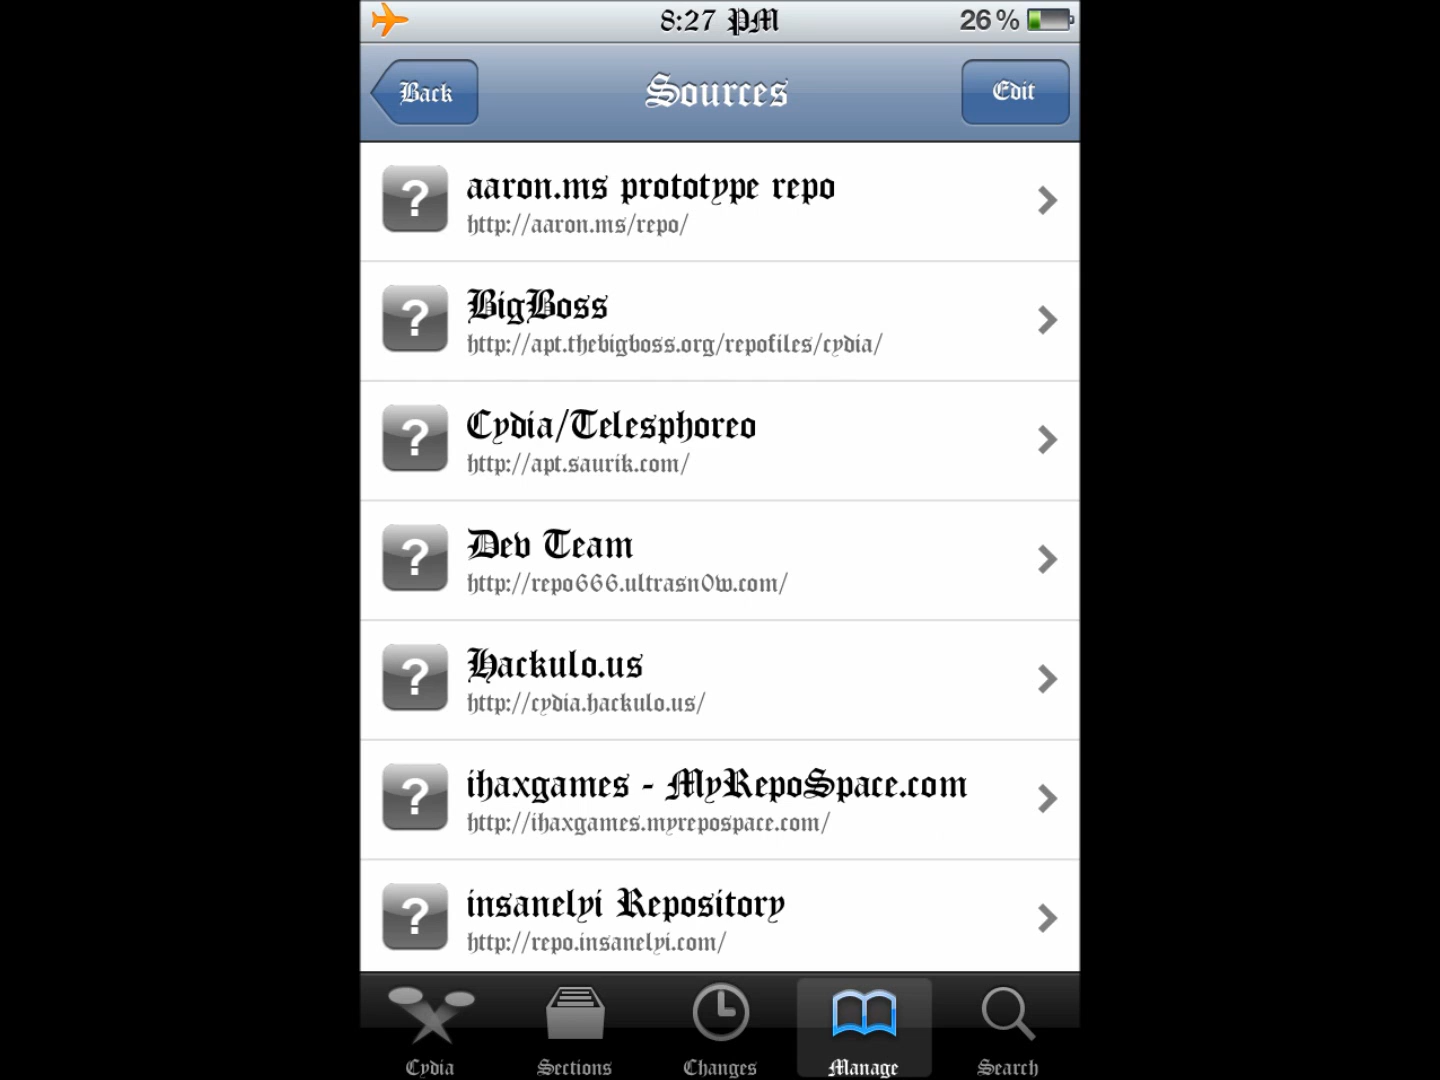 8:27 PM
26%
Back
Sources
Edit
?
aaron.ms prototype repo
http://aaron.ms/repo/
?
BigBoss
http://apt.thebigboss.org/repofiles/cydia/
?
Cydia/Telesphoreo
http://apt.saurik.com/
?
Dev Team
http://repo666.ultrasn0w.com/
?
Hackulo.us
http://cydia.hackulo.us/
?
ihaxgames - MyRepoSpace.com
http://ihaxgames.myrepospace.com/
?
insanelyi Repository
http://repo.insanelyi.com/
Cydia
Sections
Changes
Manage
Search